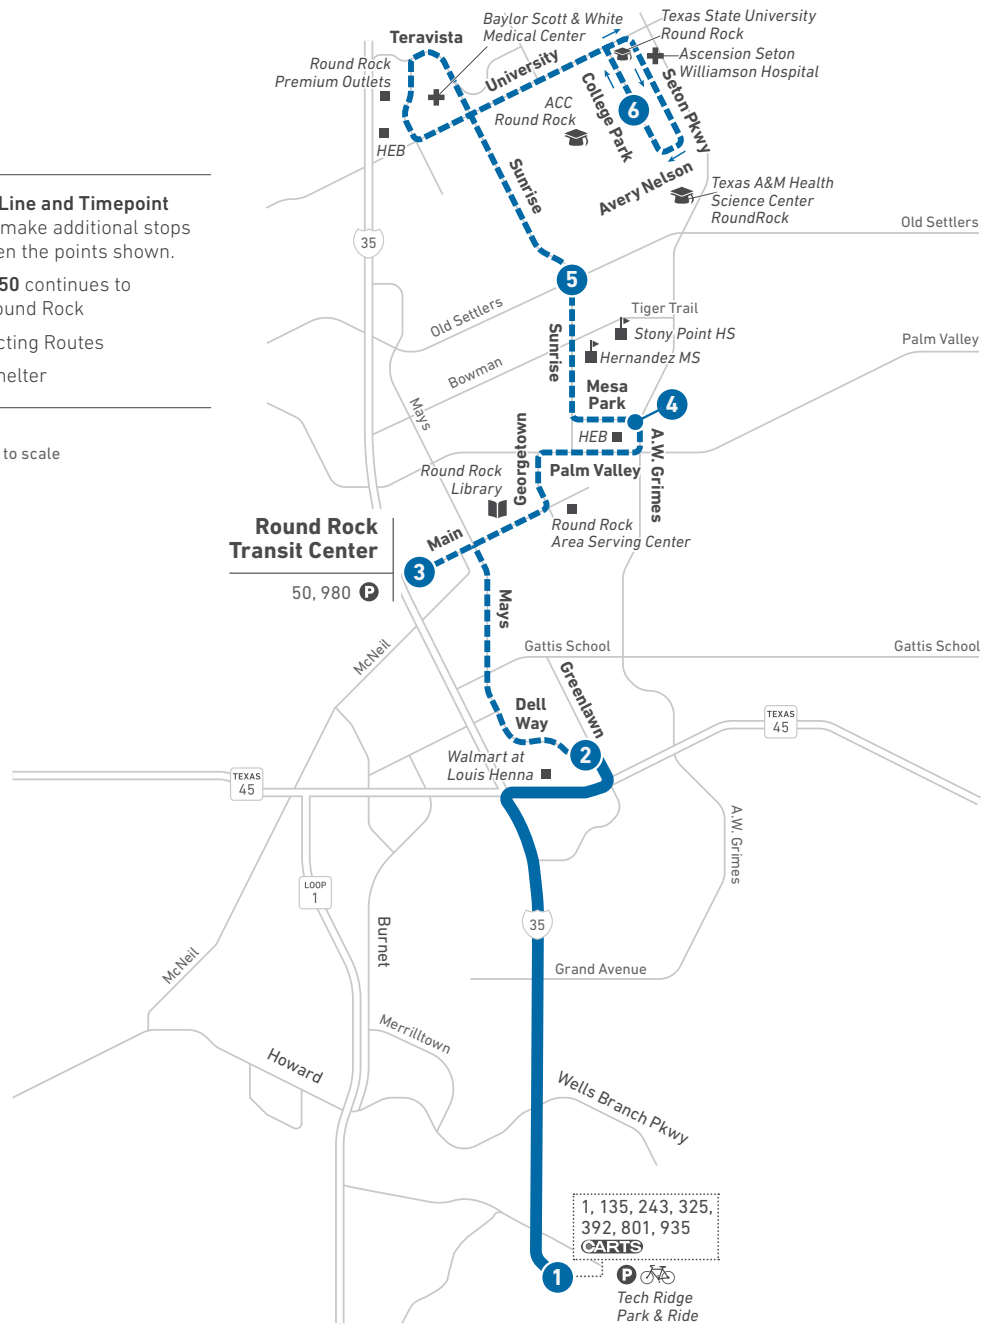 Baylor Scott & White
Medical Center
Texas State University
Round Rock
Teravista
Ascension Seton
Williamson Hospital
Round Rock
Premium Outlets
University
College Park
Seton Pkwy
6
ACC
Round Rock
HEB
Sunrise
Avery Nelson
Texas A&M Health
Science Center
RoundRock
Line and Timepoint
make additional stops
en the points shown.
50 continues to
ound Rock
cting Routes
helter
to scale
35
Old Settlers
5
Old Settlers
Tiger Trail
Stony Point HS
Sunrise
Hernandez MS
Palm Valley
Bowman
Mesa
Park
4
Mays
HEB
Georgetown
A.W. Grimes
Palm Valley
Round Rock
Library
Round Rock
Area Serving Center
Main
Round Rock
Transit Center
3
50, 980 P
Mays
McNeil
Gattis School
Gattis School
Greenlawn
Dell
Way
TEXAS
45
2
Walmart at
Louis Henna
TEXAS
45
A.W. Grimes
LOOP
1
35
Burnet
McNeil
Grand Avenue
Merrilltown
Howard
Wells Branch Pkwy
1, 135, 243, 325,
392, 801, 935
CARTS
1
P
Tech Ridge
Park & Ride